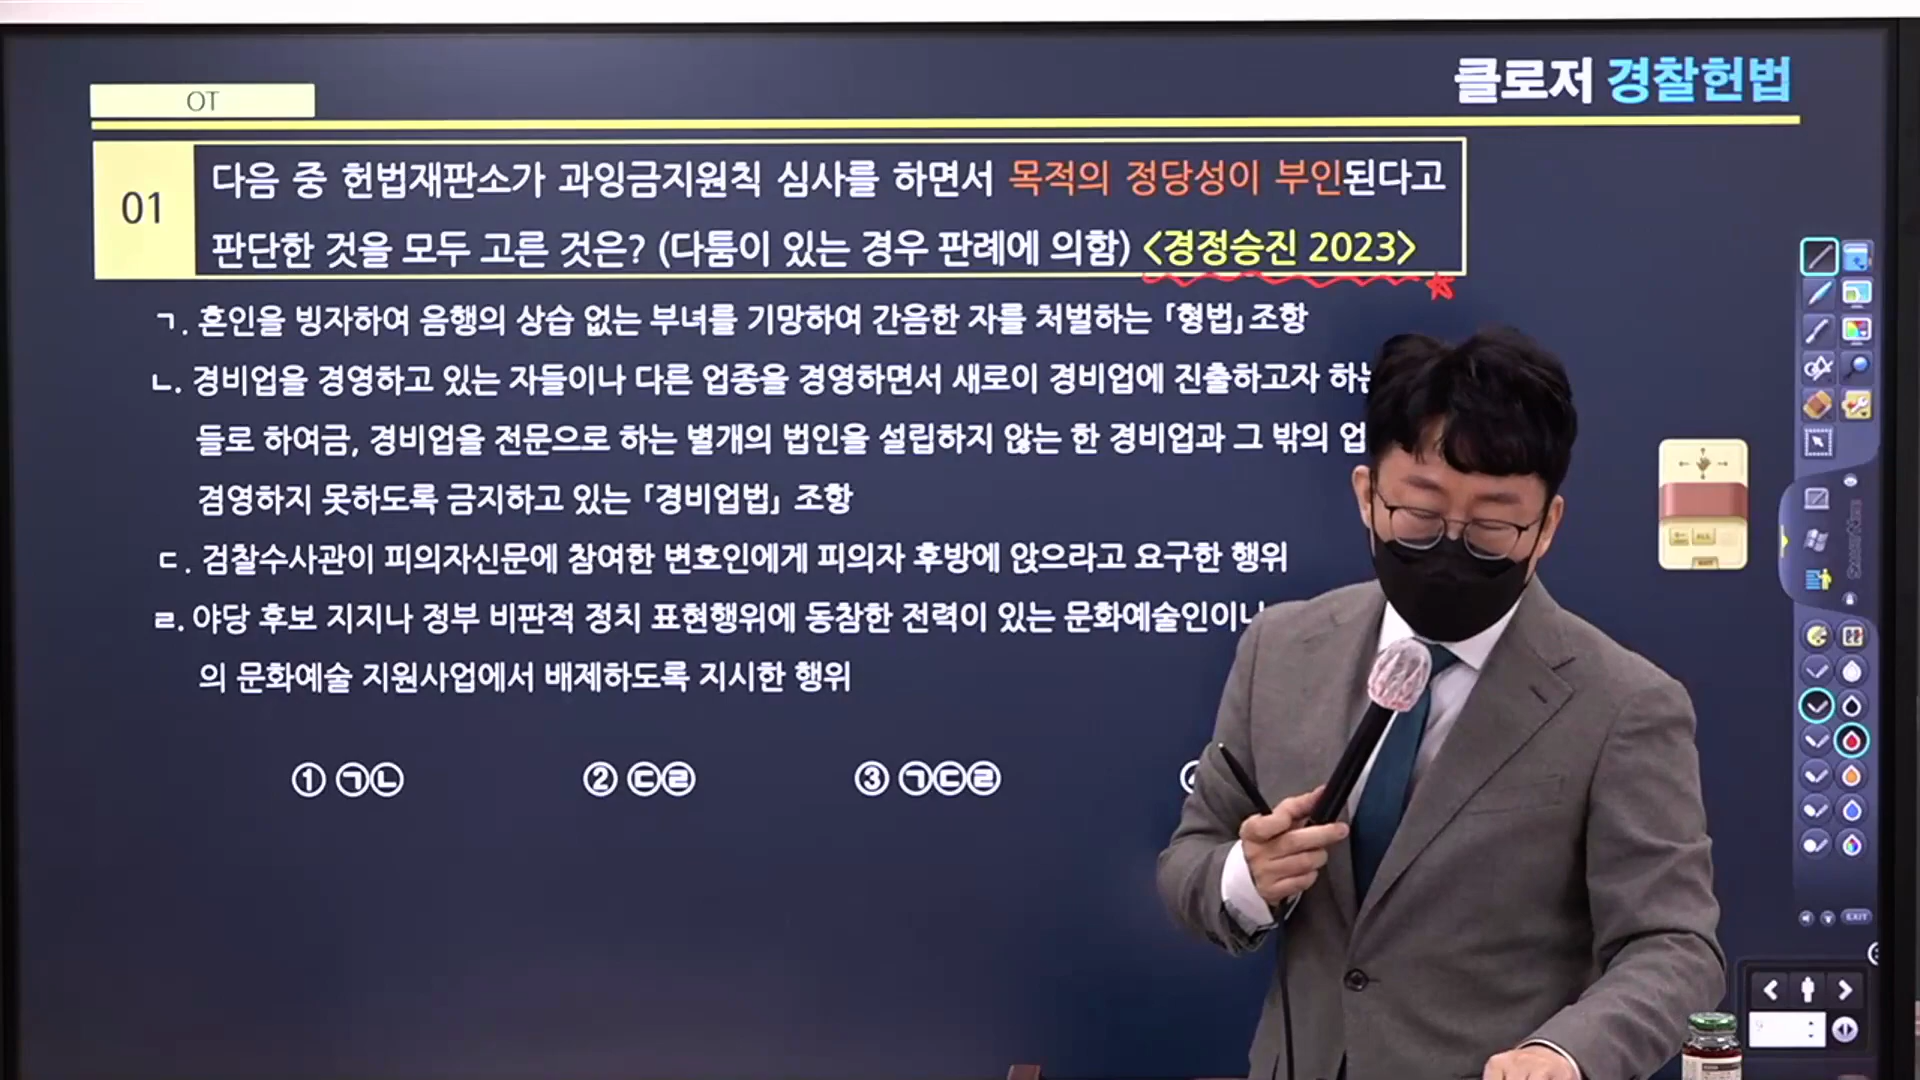 클로저 경찰헌법
OT
01
다음 중 헌법재판소가 과잉금지원칙 심사를 하면서 목적의 정당성이 부인된다고
판단한 것을 모두 고른 것은? (다툼이 있는 경우 판례에 의함) <경정승진 2023>
ㄱ. 혼인을 빙자하여 음행의 상습 없는 부녀를 기망하여 간음한 자를 처벌하는 「형법」조항
ㄴ. 경비업을 경영하고 있는 자들이나 다른 업종을 경영하면서 새로이 경비업에 진출하고자 하는
들로 하여금, 경비업을 전문으로 하는 별개의 법인을 설립하지 않는 한 경비업과 그 밖의 업
겸영하지 못하도록 금지하고 있는 「경비업법」 조항
ㄷ. 검찰수사관이 피의자신문에 참여한 변호인에게 피의자 후방에 앉으라고 요구한 행위
ㄹ. 야당 후보 지지나 정부 비판적 정치 표현행위에 동참한 전력이 있는 문화예술인이나
의 문화예술 지원사업에서 배제하도록 지시한 행위
① ㉠㉡ ② ㉢㉣ ③ ㉠㉢㉣
EXIT